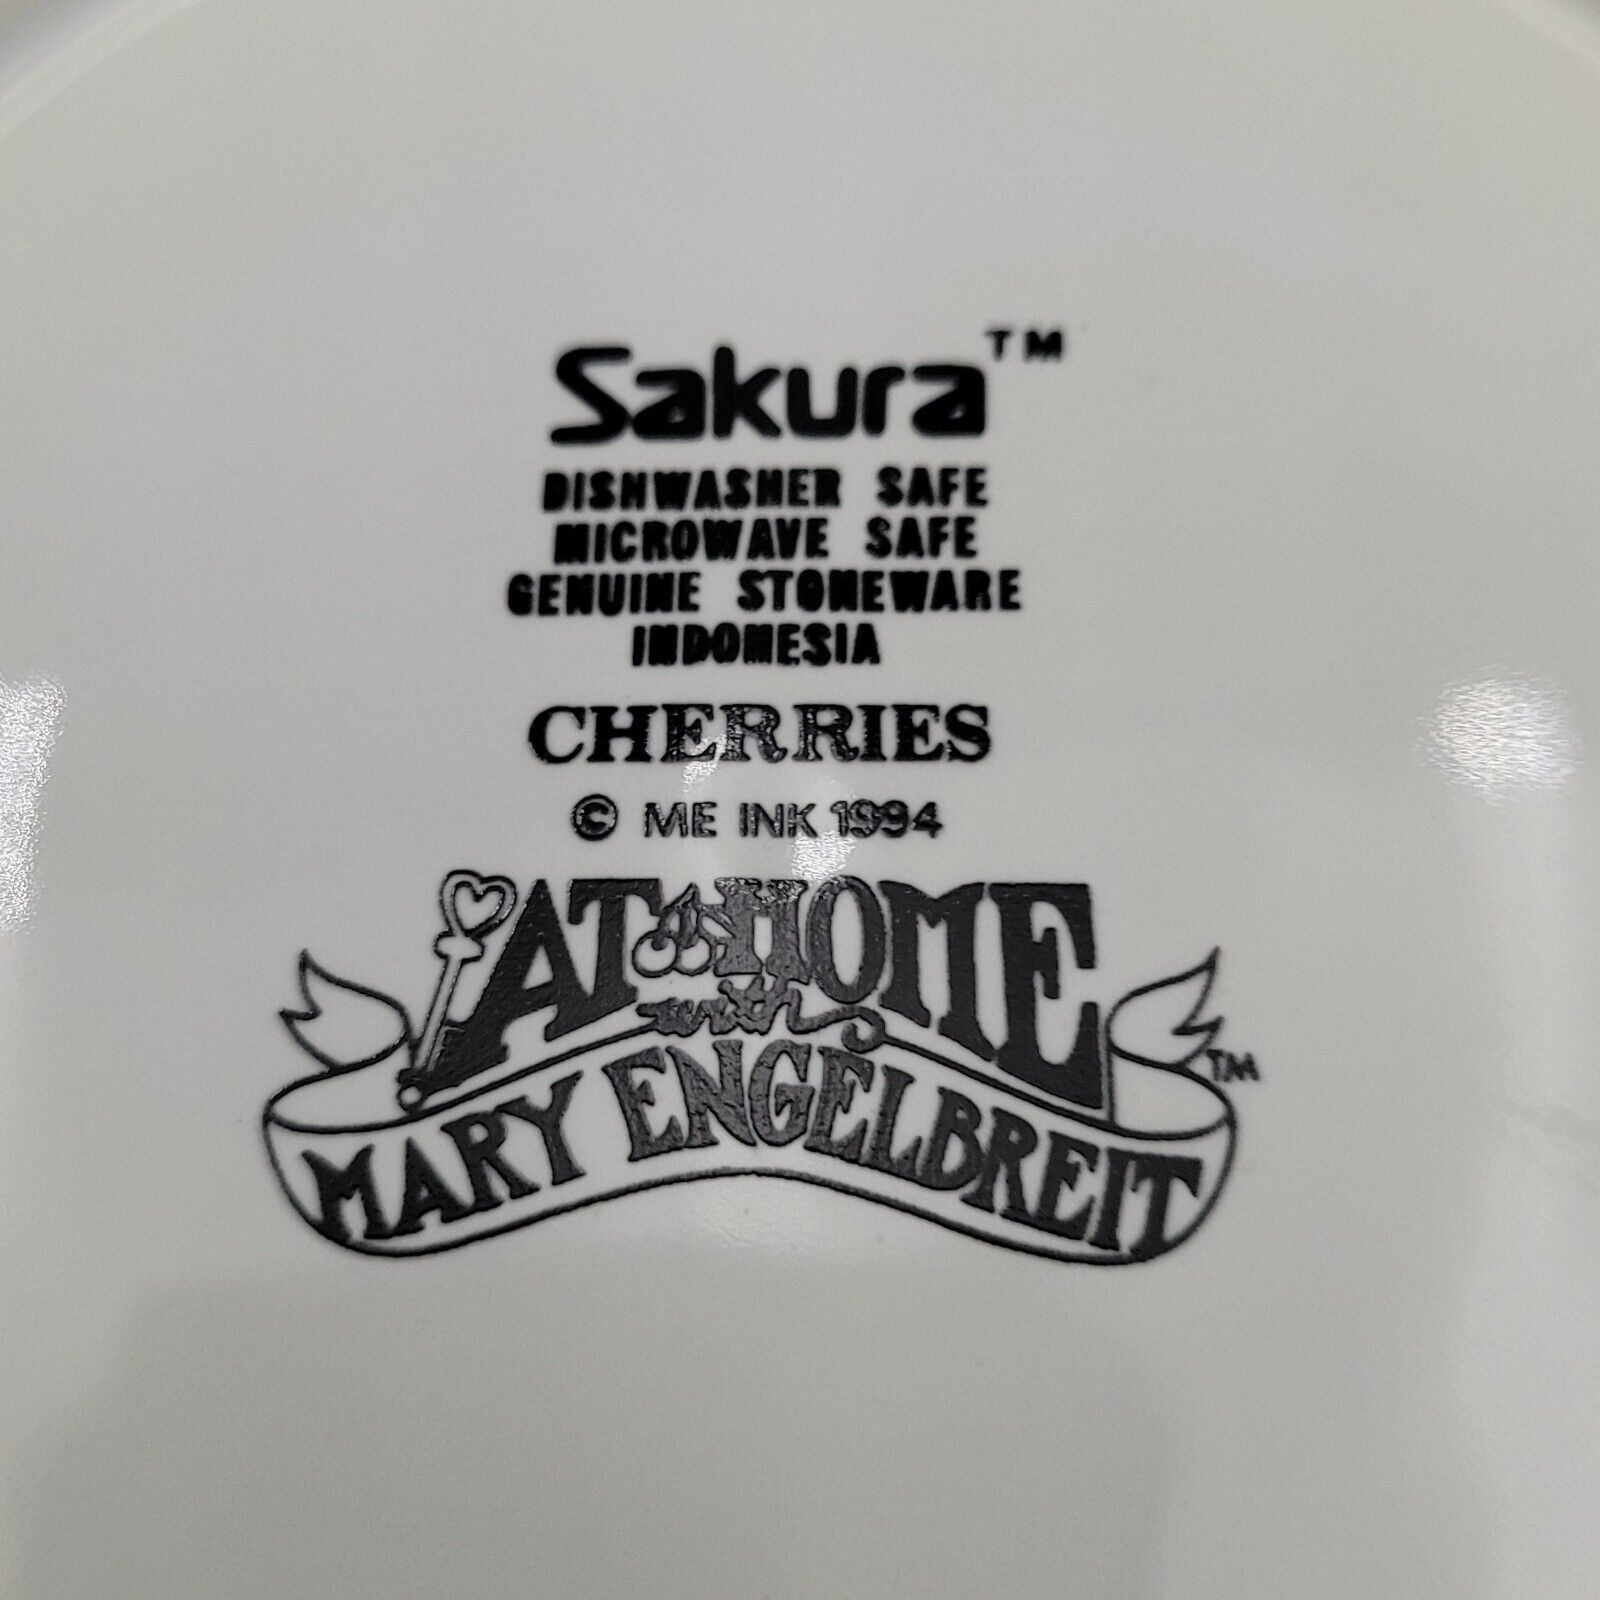 Sakura™
DISHWASHER SAFE
MICROWAVE SAFE
GENUINE STONEWARE
INDONESIA
CHERRIES
© ME INK 1994
AT HOME
with
MARY ENGELBREIT™